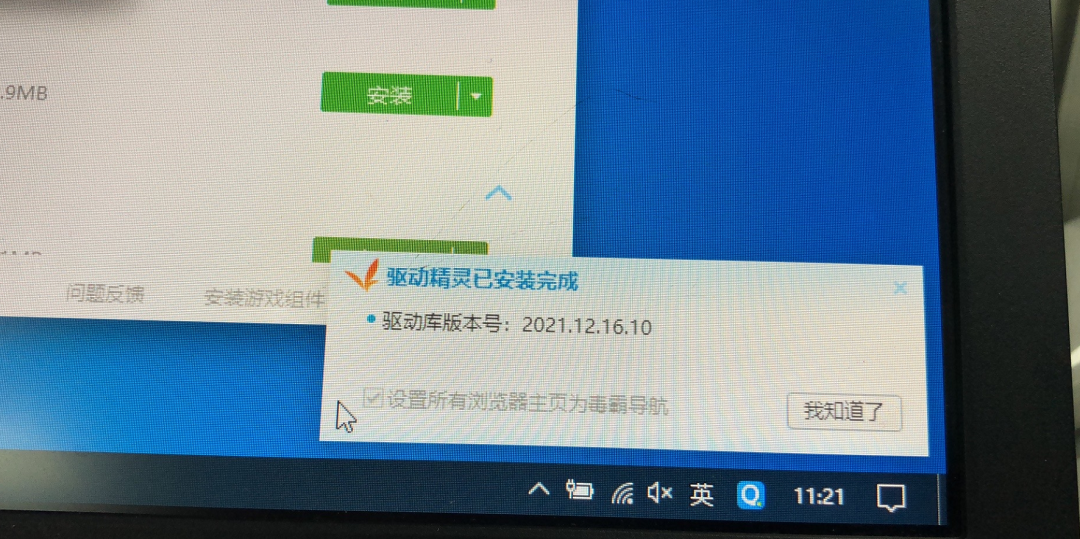 .9MB
安装
问题反馈
安装游戏组件
驱动精灵已安装完成
驱动库版本号：2021.12.16.10
设置所有浏览器主页为毒霸导航
我知道了
英
11:21